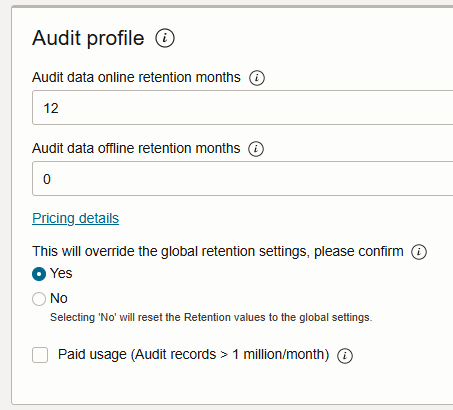 Audit profile
Audit data online retention months
12
Audit data offline retention months
0
Pricing details
This will override the global retention settings, please confirm
Yes
No
Selecting 'No' will reset the Retention values to the global settings.
Paid usage (Audit records > 1 million/month)